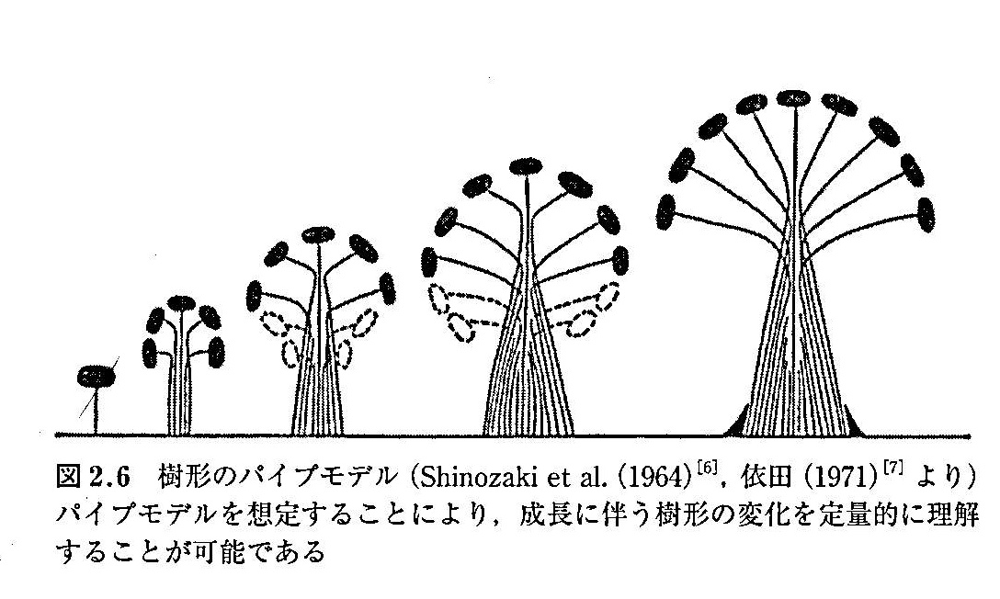 図2.6　樹形のパイプモデル (Shinozaki et al. (1964)[6], 依田 (1971)[7] より)
パイプモデルを想定することにより，成長に伴う樹形の変化を定量的に理解
することが可能である